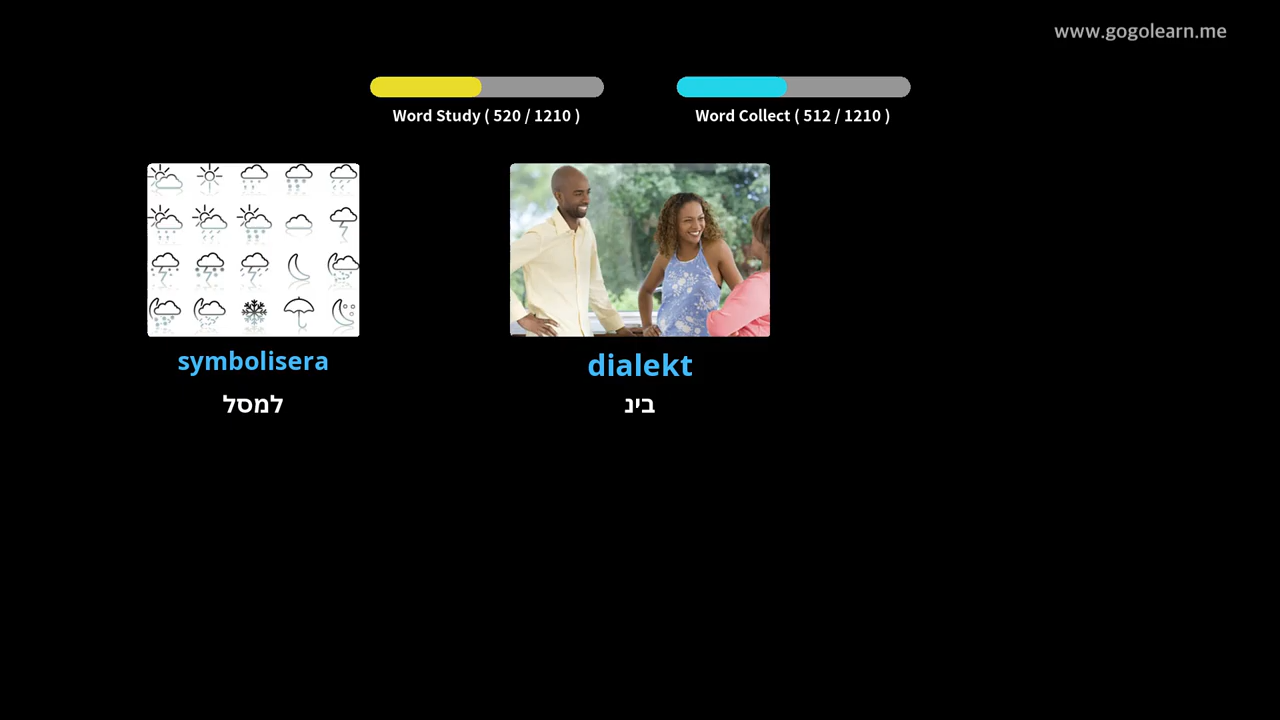 www.gogolearn.me
Word Study ( 520 / 1210 )
Word Collect ( 512 / 1210 )
symbolisera
למסל
dialekt
בינ